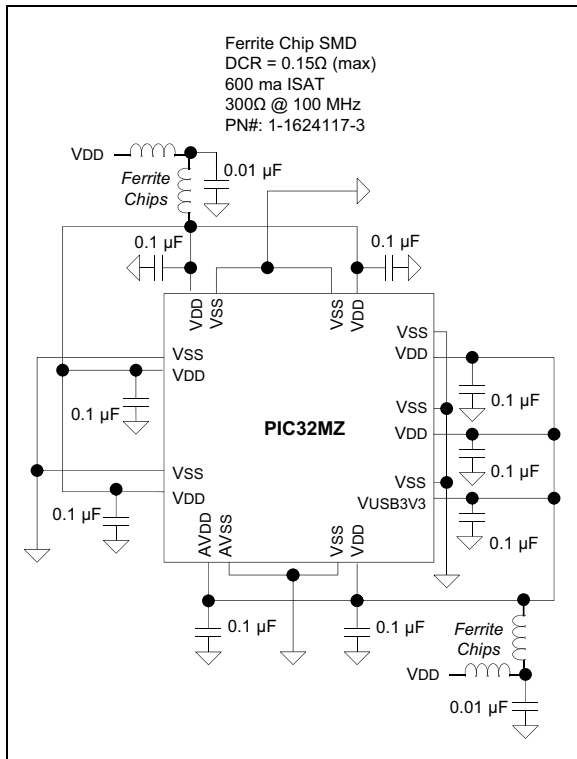 Ferrite Chip SMD
DCR = 0.15Ω (max)
600 ma ISAT
300Ω @ 100 MHz
PN#: 1-1624117-3
VDD
0.01 µF
Ferrite
Chips
0.1 µF
0.1 µF
VDD
VSS
VSS
VDD
VSS
VSS
VDD
VDD
0.1 µF
0.1 µF
VSS
PIC32MZ
VDD
0.1 µF
VSS
VSS
VDD
VUSB3V3
0.1 µF
0.1 µF
AVDD
AVSS
VSS
VDD
0.1 µF
0.1 µF
Ferrite
Chips
VDD
0.01 µF